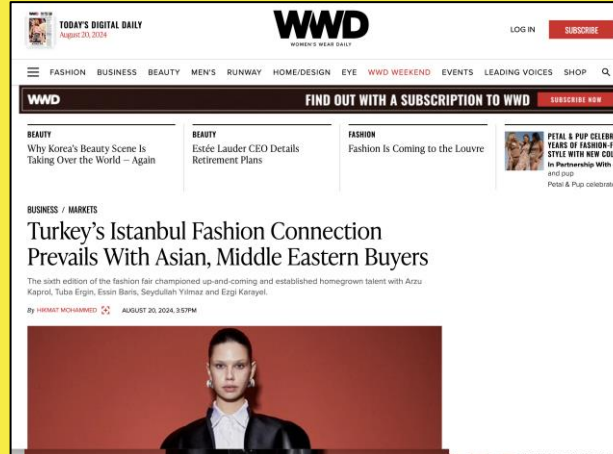 TODAY'S DIGITAL DAILY
August 20, 2024
WWD
WOMEN'S WEAR DAILY
LOG IN
SUBSCRIBE
FASHION BUSINESS BEAUTY MEN'S RUNWAY HOME/DESIGN EYE WWD WEEKEND EVENTS LEADING VOICES SHOP
WWD
FIND OUT WITH A SUBSCRIPTION TO WWD
SUBSCRIBE NOW
BEAUTY
Why Korea's Beauty Scene Is
Taking Over the World – Again
BEAUTY
Estée Lauder CEO Details
Retirement Plans
FASHION
Fashion Is Coming to the Louvre
PETAL & PUP CELEBR
YEARS OF FASHION-F
STYLE WITH NEW COL
In Partnership With
and pup
Petal & Pup celebrate
BUSINESS / MARKETS
Turkey's Istanbul Fashion Connection
Prevails With Asian, Middle Eastern Buyers
The sixth edition of the fashion fair championed up-and-coming and established homegrown talent with Arzu
Kaprol, Tuba Ergin, Essin Baris, Seydullah Yilmaz and Ezgi Karayel.
By HIKMAT MOHAMMED AUGUST 20, 2024, 3:57PM